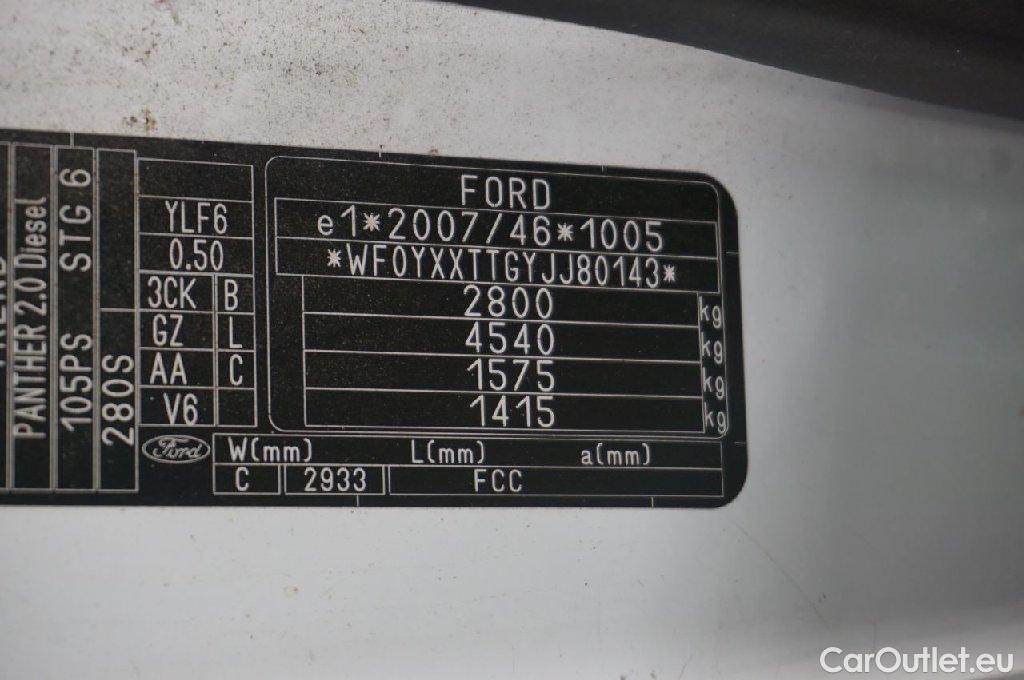 FORD
e1*2007/46*1005
*WF0YXXTTGYJJ80143*
2800 kg
4540 kg
1575 kg
1415 kg
YLF6
0.50
3CK B
GZ L
AA C
V6
Ford
W(mm) L(mm) a(mm)
C 2933 FCC
PANTHER 2.0 Diesel
105PS STG 6
280S
CarOutlet.eu